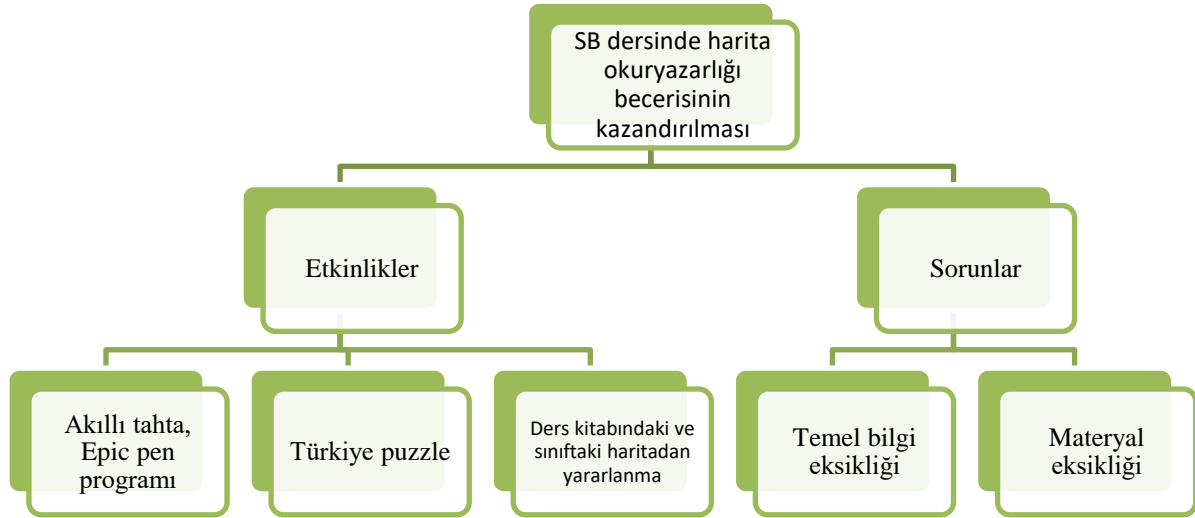 SB dersinde harita
okuryazarlığı
becerisinin
kazandırılması
Etkinlikler
Sorunlar
Akıllı tahta,
Epic pen
programı
Türkiye puzzle
Ders kitabındaki ve
sınıftaki haritadan
yararlanma
Temel bilgi
eksikliği
Materyal
eksikliği